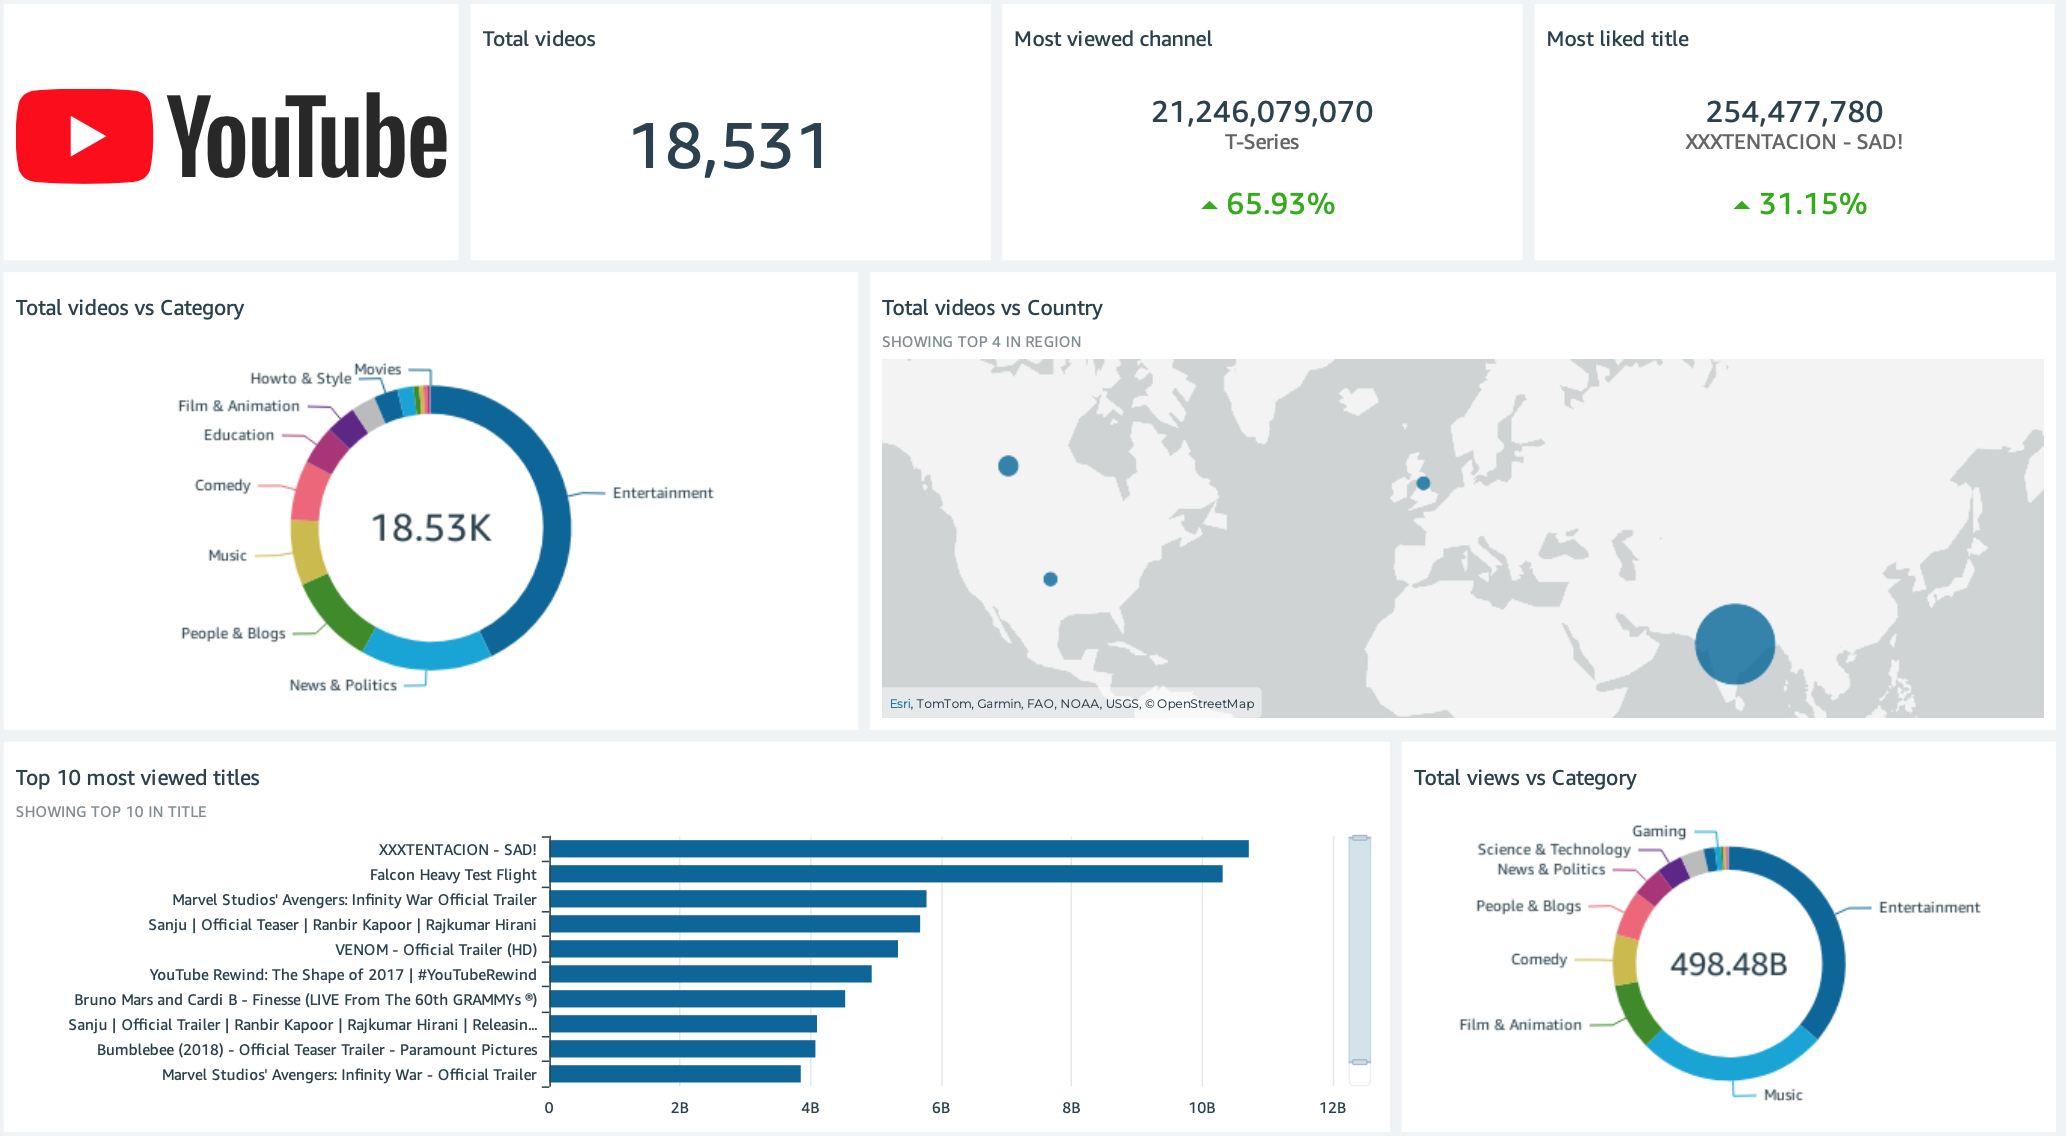 YouTube
Total videos
18,531
Most viewed channel
21,246,079,070
T-Series
65.93%
Most liked title
254,477,780
XXXTENTACION - SAD!
31.15%
Total videos vs Category
Movies
Howto & Style
Film & Animation
Education
Comedy
Music
People & Blogs
News & Politics
Entertainment
18.53K
Total videos vs Country
SHOWING TOP 4 IN REGION
Esri, TomTom, Garmin, FAO, NOAA, USGS, © OpenStreetMap
Top 10 most viewed titles
SHOWING TOP 10 IN TITLE
XXXTENTACION - SAD!
Falcon Heavy Test Flight
Marvel Studios' Avengers: Infinity War Official Trailer
Sanju | Official Teaser | Ranbir Kapoor | Rajkumar Hirani
VENOM - Official Trailer (HD)
YouTube Rewind: The Shape of 2017 | #YouTubeRewind
Bruno Mars and Cardi B - Finesse (LIVE From The 60th GRAMMYs ®)
Sanju | Official Trailer | Ranbir Kapoor | Rajkumar Hirani | Releasin...
Bumblebee (2018) - Official Teaser Trailer - Paramount Pictures
Marvel Studios' Avengers: Infinity War - Official Trailer
0 2B 4B 6B 8B 10B 12B
Total views vs Category
Gaming
Science & Technology
News & Politics
People & Blogs
Comedy
Film & Animation
Music
Entertainment
498.48B